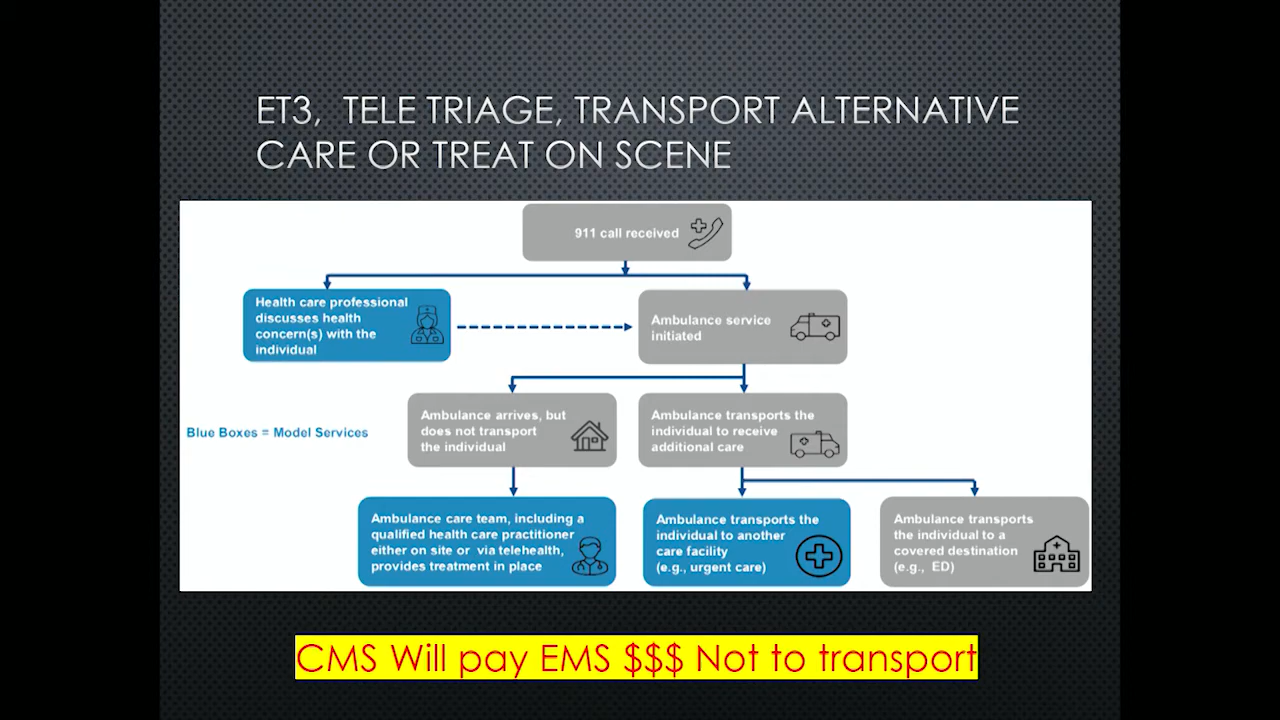 ET3, TELE TRIAGE, TRANSPORT ALTERNATIVE
CARE OR TREAT ON SCENE
911 call received
Health care professional
discusses health
concern(s) with the
individual
Ambulance service
initiated
Blue Boxes = Model Services
Ambulance arrives, but
does not transport
the individual
Ambulance transports the
individual to receive
additional care
Ambulance care team, including a
qualified health care practitioner
either on site or via telehealth,
provides treatment in place
Ambulance transports the
individual to another
care facility
(e.g., urgent care)
Ambulance transports
the individual to a
covered destination
(e.g., ED)
CMS Will pay EMS $$$ Not to transport